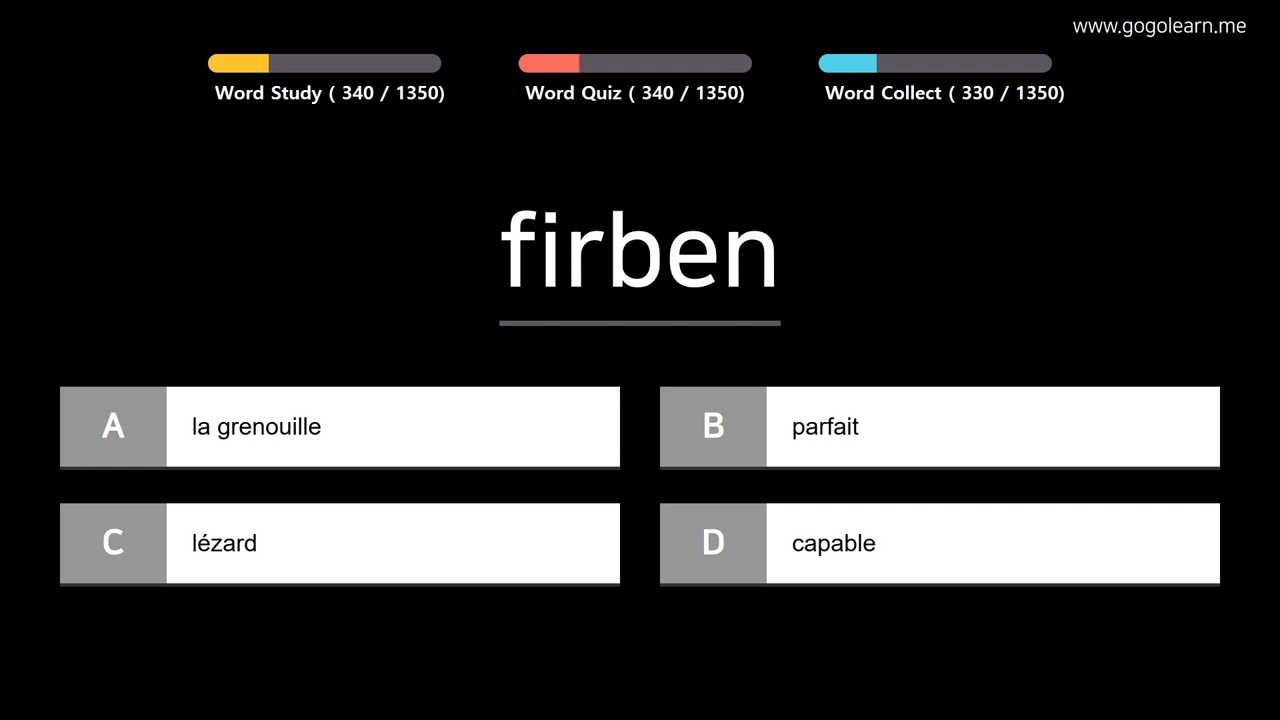 www.gogolearn.me
Word Study ( 340 / 1350)
Word Quiz ( 340 / 1350)
Word Collect ( 330 / 1350)
firben
A la grenouille
B parfait
C lézard
D capable